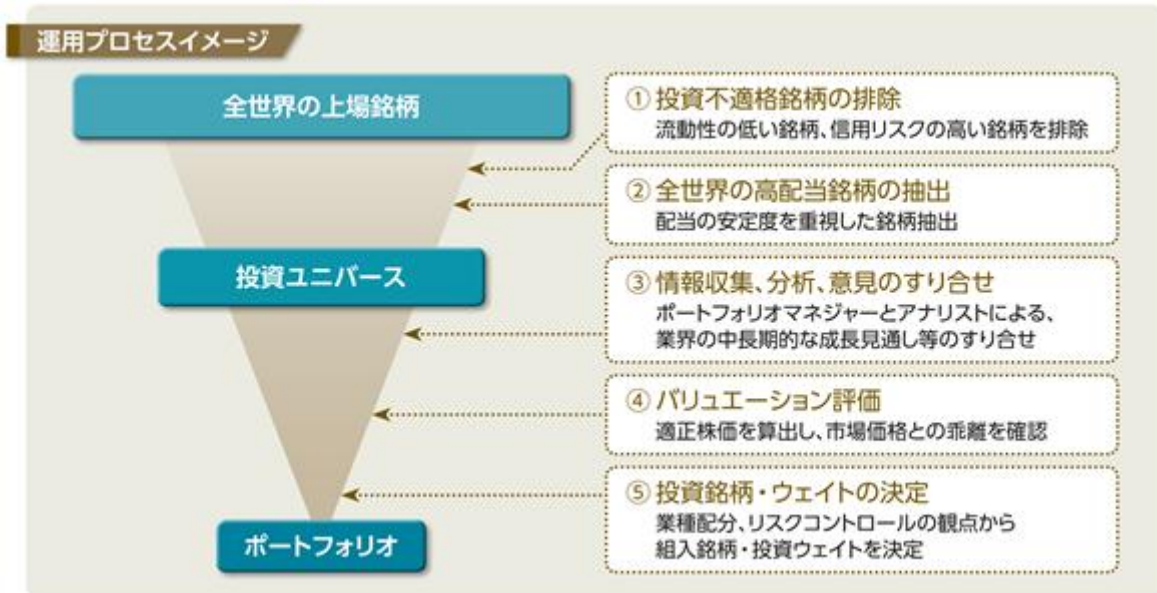 運用プロセスイメージ
全世界の上場銘柄
投資ユニバース
ポートフォリオ
① 投資不適格銘柄の排除
流動性の低い銘柄、信用リスクの高い銘柄を排除
② 全世界の高配当銘柄の抽出
配当の安定度を重視した銘柄抽出
③ 情報収集、分析、意見のすり合せ
ポートフォリオマネジャーとアナリストによる、
業界の中長期的な成長見通し等のすり合せ
④ バリュエーション評価
適正株価を算出し、市場価格との乖離を確認
⑤ 投資銘柄・ウェイトの決定
業種配分、リスクコントロールの観点から
組入銘柄・投資ウェイトを決定